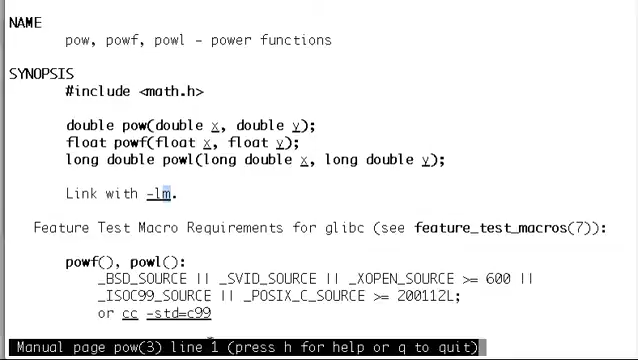 NAME
pow, powf, powl - power functions
SYNOPSIS
#include <math.h>
double pow(double x, double y);
float powf(float x, float y);
long double powl(long double x, long double y);
Link with -lm.
Feature Test Macro Requirements for glibc (see feature_test_macros(7)):
powf(), powl():
_BSD_SOURCE || _SVID_SOURCE || _XOPEN_SOURCE >= 600 ||
_ISOC99_SOURCE || _POSIX_C_SOURCE >= 200112L;
or cc -std=c99
Manual page pow(3) line 1 (press h for help or q to quit)